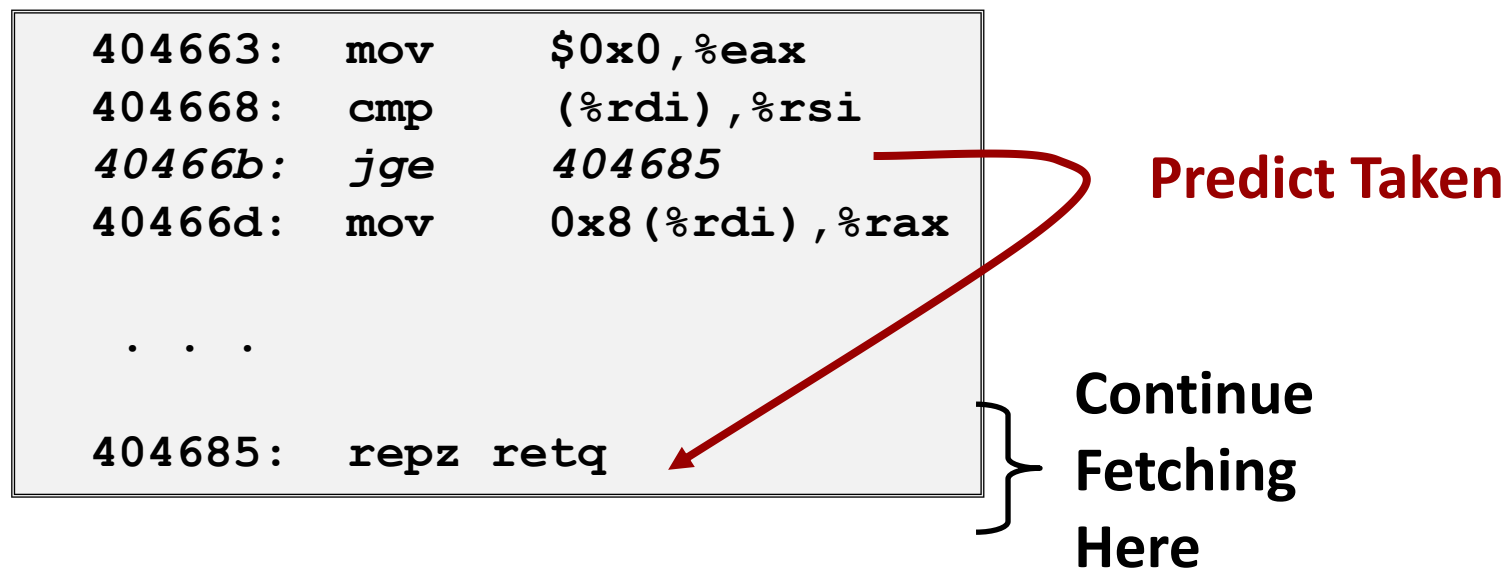 404663: mov $0x0,%eax
404668: cmp (%rdi),%rsi
40466b: jge 404685
40466d: mov 0x8(%rdi),%rax
. . .
404685: repz retq
Predict Taken
Continue
Fetching
Here